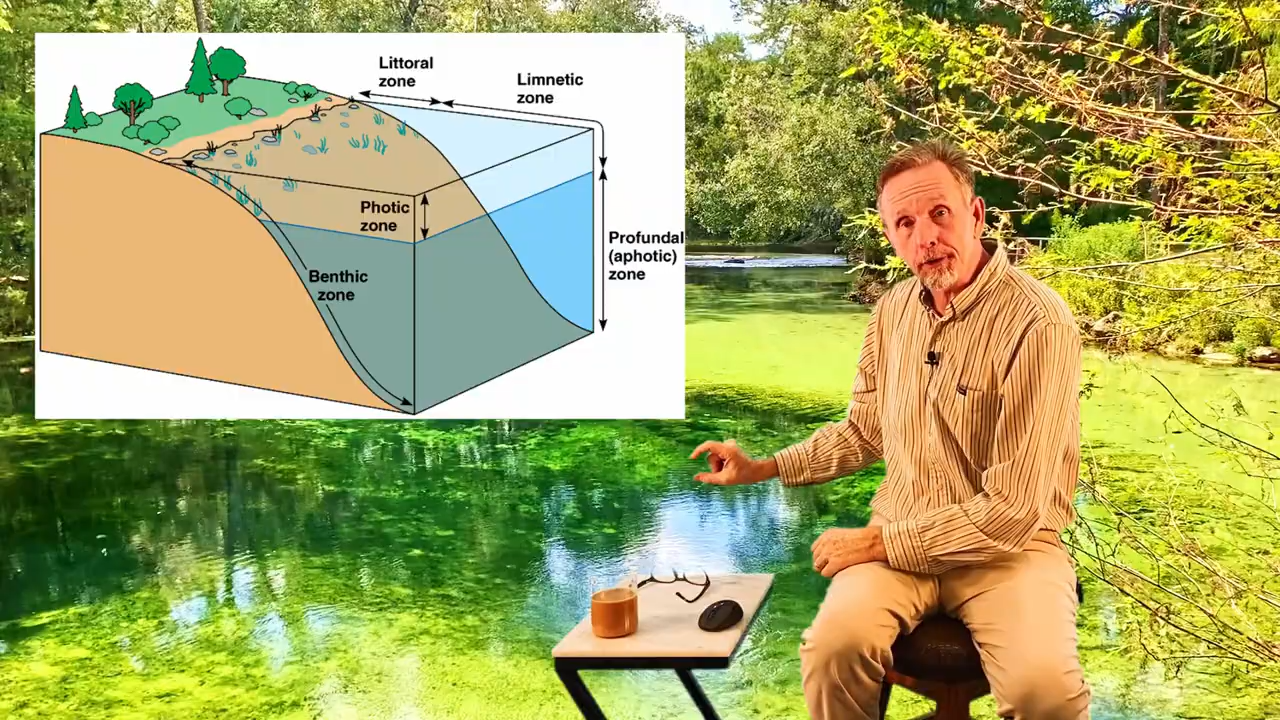 Littoral
zone
Limnetic
zone
Photic
zone
Profundal
(aphotic)
zone
Benthic
zone